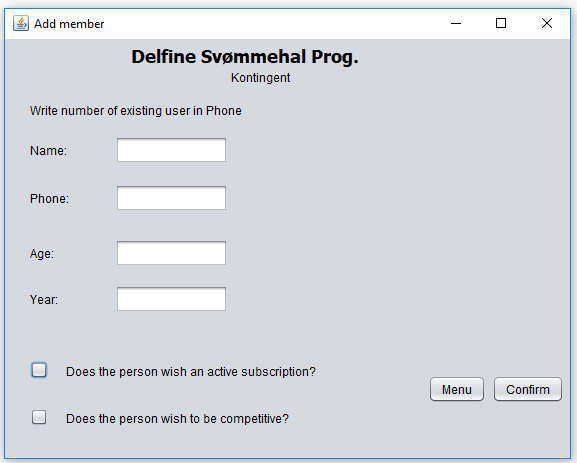 Add member
Delfine Svømmehal Prog.
Kontingent
Write number of existing user in Phone
Name:
Phone:
Age:
Year:
Does the person wish an active subscription?
Menu Confirm
Does the person wish to be competitive?